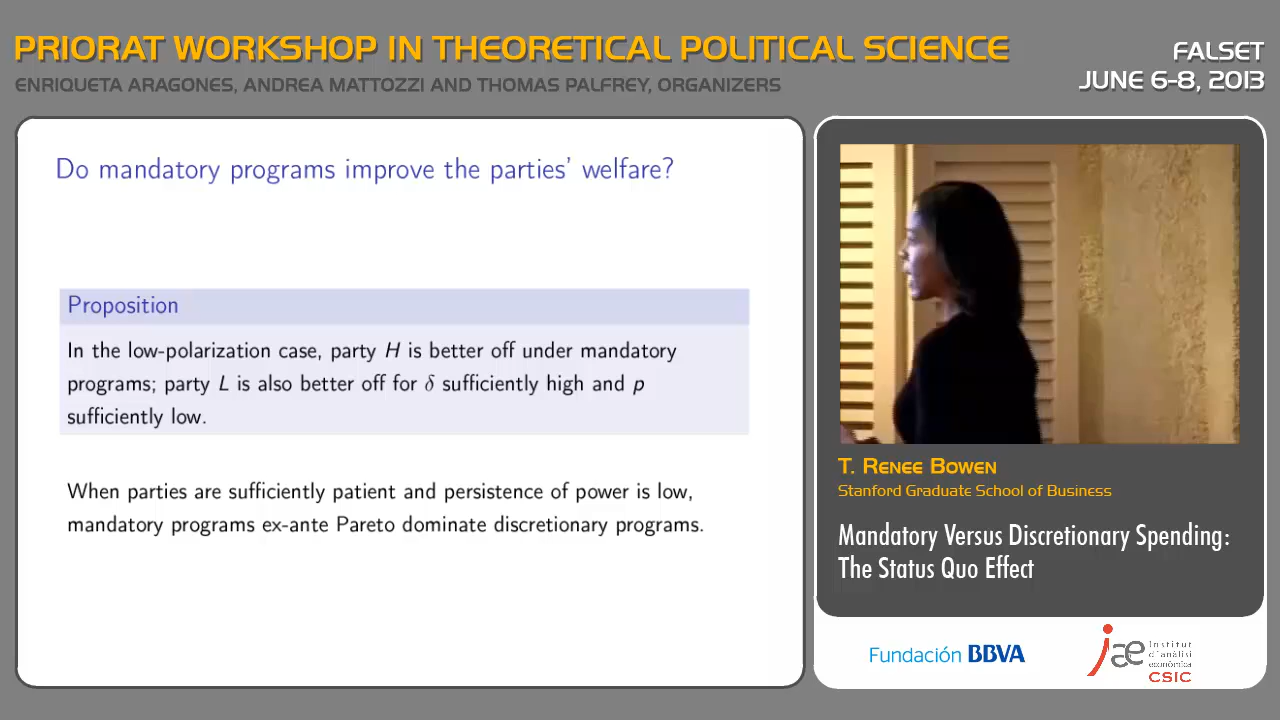 PRIORAT WORKSHOP IN THEORETICAL POLITICAL SCIENCE
ENRIQUETA ARAGONES, ANDREA MATTOZZI AND THOMAS PALFREY, ORGANIZERS
FALSET
JUNE 6-8, 2013
Do mandatory programs improve the parties' welfare?
Proposition
In the low-polarization case, party H is better off under mandatory
programs; party L is also better off for δ sufficiently high and p
sufficiently low.
When parties are sufficiently patient and persistence of power is low,
mandatory programs ex-ante Pareto dominate discretionary programs.
T. Renee Bowen
Stanford Graduate School of Business
Mandatory Versus Discretionary Spending:
The Status Quo Effect
Fundación BBVA
iae
Institut
d'anàlisi
econòmica
CSIC